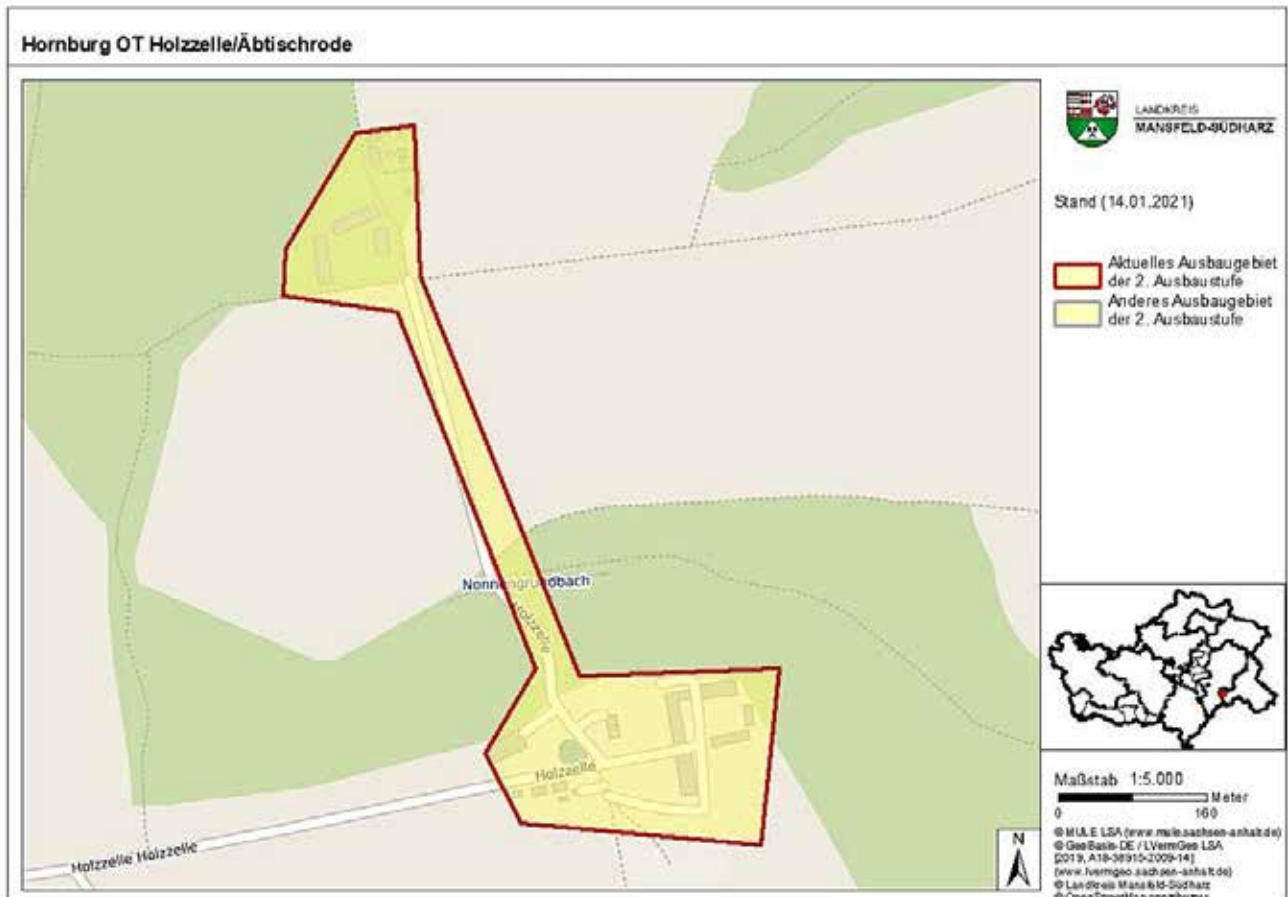 Hornburg OT Holzzelle/Äbtischrode
LANDKREIS
MANSFELD-SÜDHARZ
Stand (14.01.2021)
Aktuelles Ausbaugebiet
der 2. Ausbaustufe
Anderes Ausbaugebiet
der 2. Ausbaustufe
Nonnengrundbach
Holzzelle
Holzzelle
Holzzelle Holzzelle
N
Maßstab 1:5.000
Meter
0 160
© MULE LSA (www.mule.sachsen-anhalt.de)
© GeoBasis-DE / LVermGeo LSA
[2019, A18-38915-2009-14]
(www.lvermgeo.sachsen-anhalt.de)
© Landkreis Mansfeld-Südharz
© OpenStreetMap